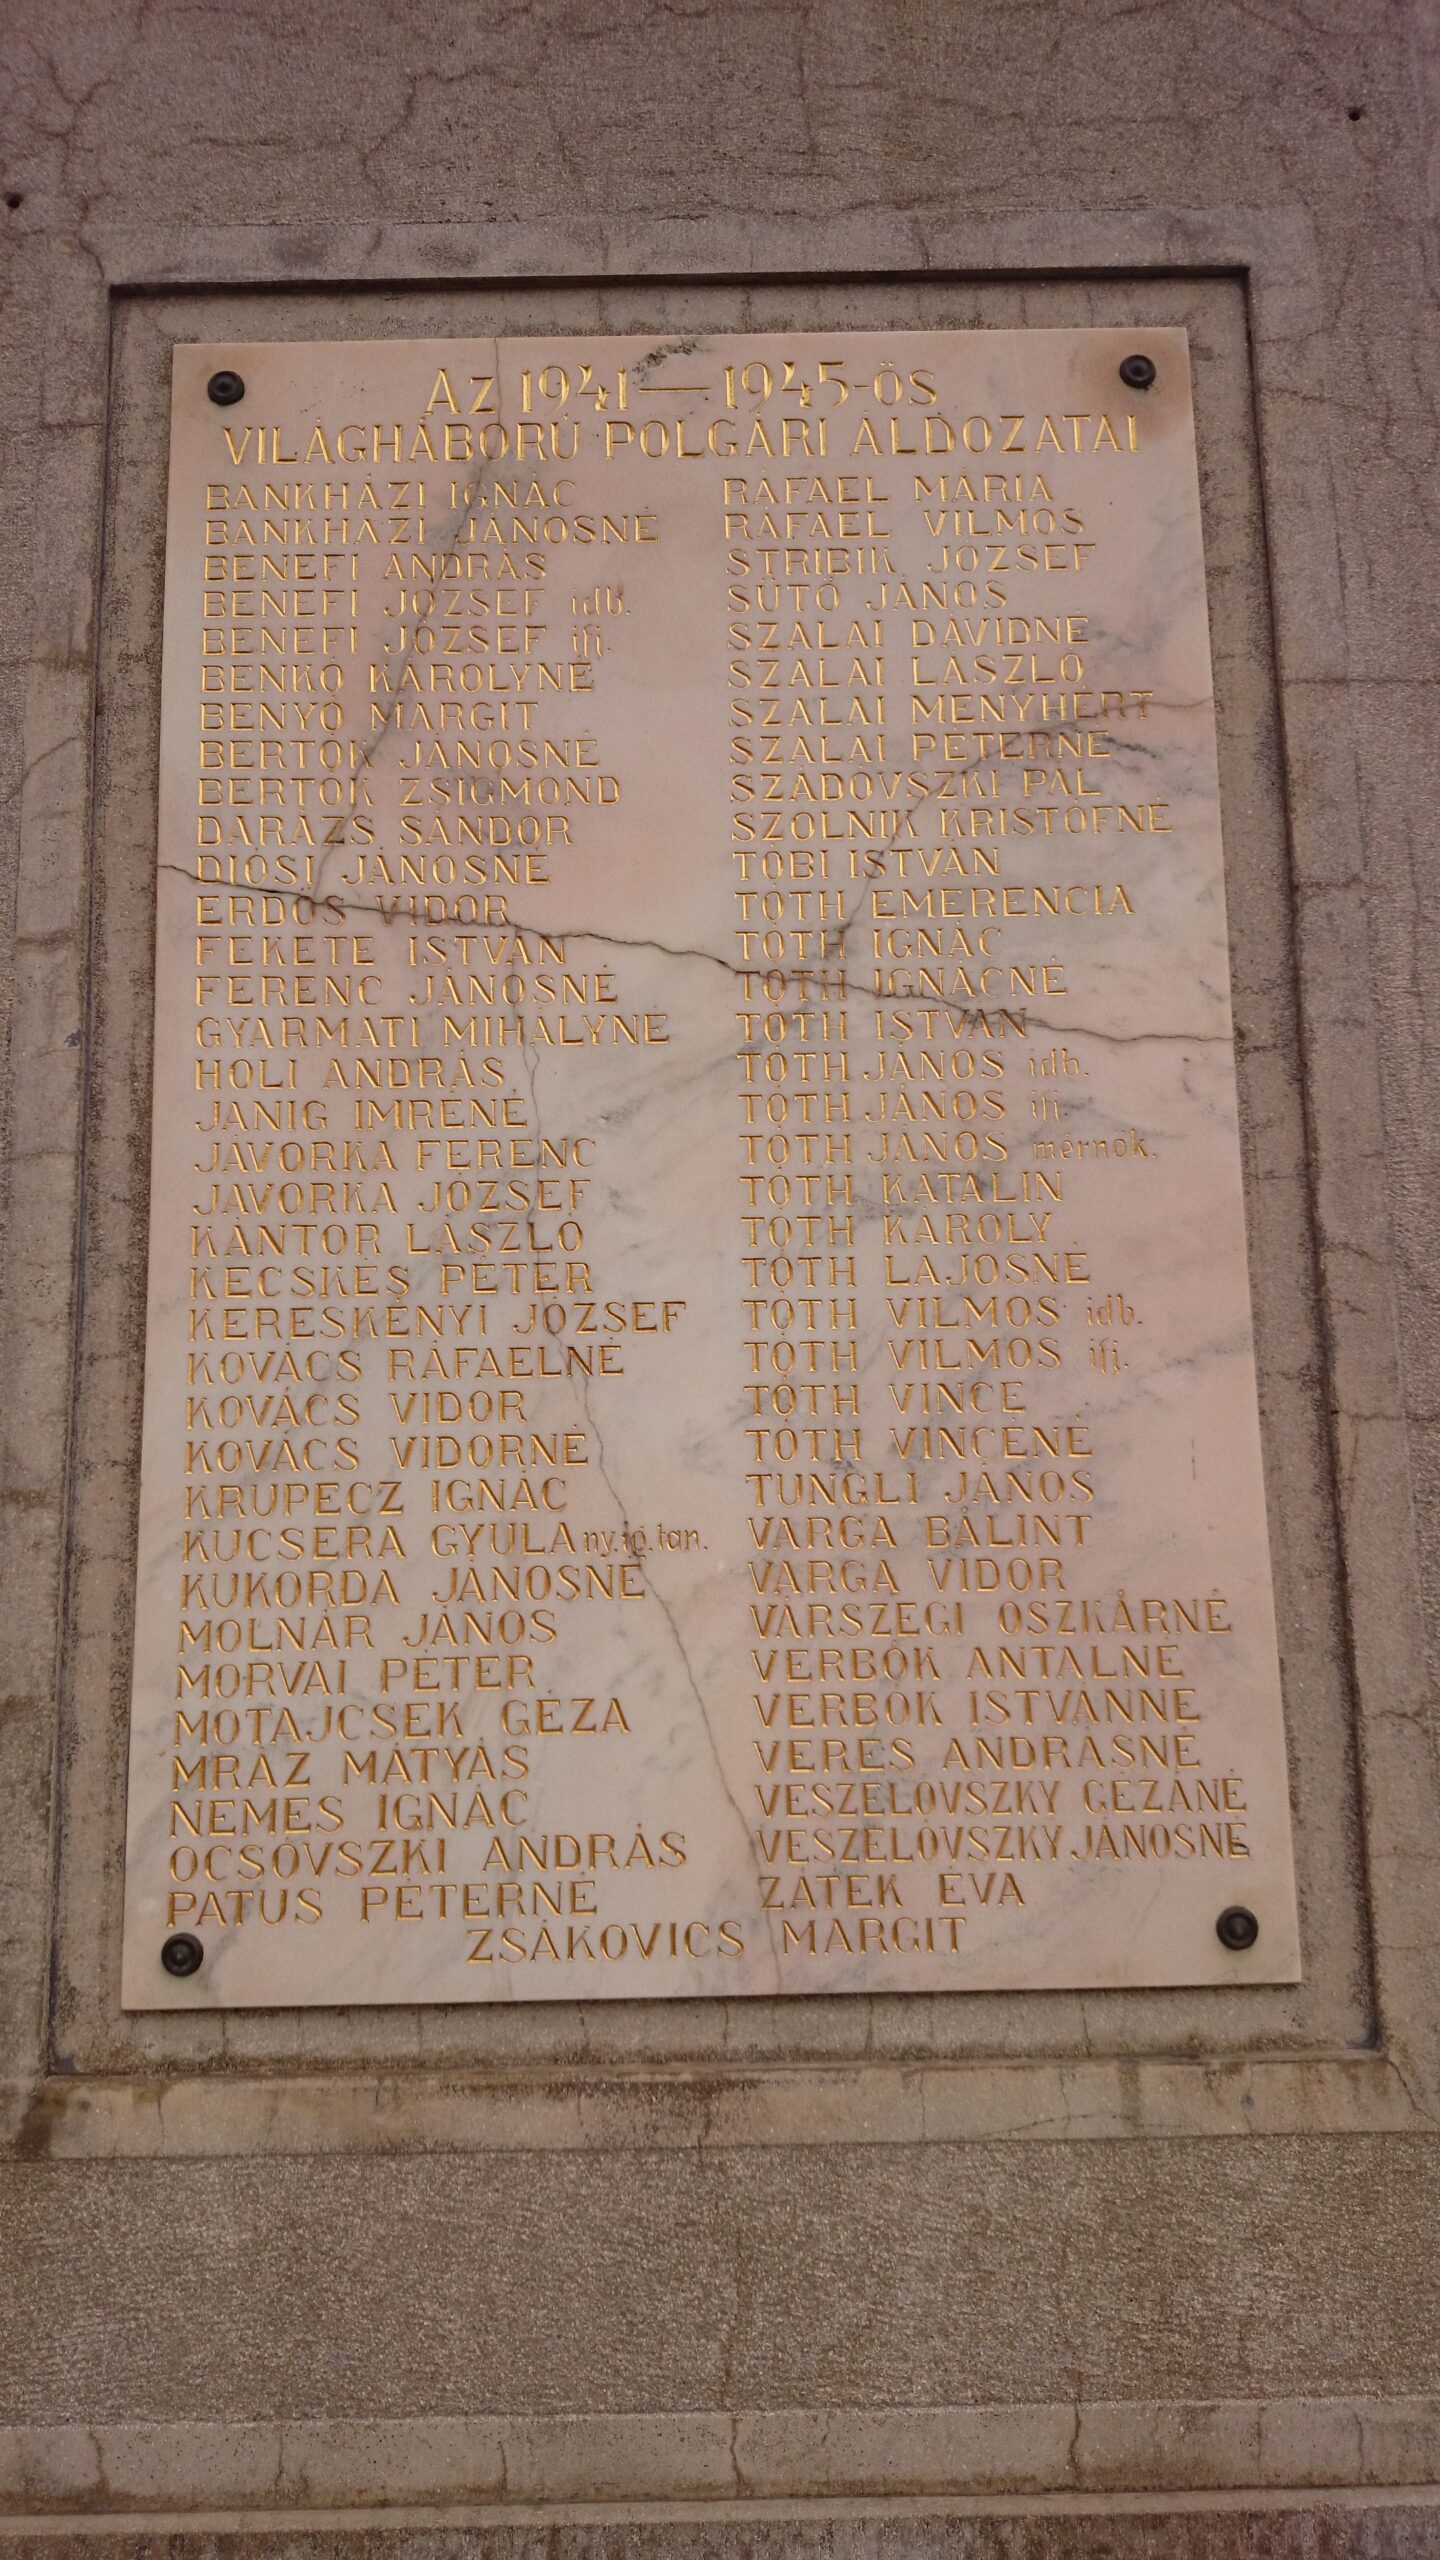 Az 1941—1945-ÖS
VILÁGHÁBORÚ POLGÁRI ÁLDOZATAI
BANKHÁZI IGNÁC
BANKHÁZI JÁNOSNÉ
BENEFI ANDRÁS
BENEFI JÓZSEF idb.
BENEFI JÓZSEF ifj.
BENKÓ KÁROLYNÉ
BENYÓ MARGIT
BERTÓK JÁNOSNÉ
BERTÓK ZSIGMOND
DARÁZS SÁNDOR
DIÓSI JÁNOSNÉ
ERDŐS VIDOR
FEKETE ISTVÁN
FERENC JÁNOSNÉ
GYARMATI MIHÁLYNÉ
HOLI ANDRÁS
JANIG IMRÉNÉ
JÁVORKA FERENC
JÁVORKA JÓZSEF
KÁNTOR LÁSZLÓ
KECSKÉS PÉTER
KERESKÉNYI JÓZSEF
KOVÁCS RÁFAELNÉ
KOVÁCS VIDOR
KOVÁCS VIDORNÉ
KRUPECZ IGNÁC
KUCSERA GYULA ny.ig.tan.
KUKORDA JÁNOSNÉ
MOLNÁR JÁNOS
MORVAI PÉTER
MOTAJCSEK GÉZA
MRÁZ MÁTYÁS
NEMES IGNÁC
OCSOVSZKI ANDRÁS
PATUS PÉTERNÉ
RÁFAEL MÁRIA
RÁFAEL VILMOS
STRIBIK JÓZSEF
SÜTŐ JÁNOS
SZALAI DÁVIDNÉ
SZALAI LÁSZLÓ
SZALAI MENYHÉRT
SZALAI PÉTERNÉ
SZADOVSZKI PÁL
SZOLNIK KRISTÓFNÉ
TÓBI ISTVÁN
TÓTH EMERENCIA
TÓTH IGNÁC
TÓTH IGNÁCNÉ
TÓTH ISTVÁN
TÓTH JÁNOS idb.
TÓTH JÁNOS ifj.
TÓTH JÁNOS mérnök.
TÓTH KATALIN
TÓTH KÁROLY
TÓTH LAJOSNÉ
TÓTH VILMOS idb.
TÓTH VILMOS ifj.
TÓTH VINCE
TÓTH VINCÉNÉ
TUNGLI JÁNOS
VARGA BÁLINT
VARGA VIDOR
VÁRSZEGI OSZKÁRNÉ
VERBÓK ANTALNÉ
VERBÓK ISTVÁNNÉ
VERES ANDRÁSNÉ
VESZELOVSZKY GÉZÁNÉ
VESZELOVSZKY JÁNOSNÉ
ZÁTEK ÉVA
ZSÁKOVICS MARGIT